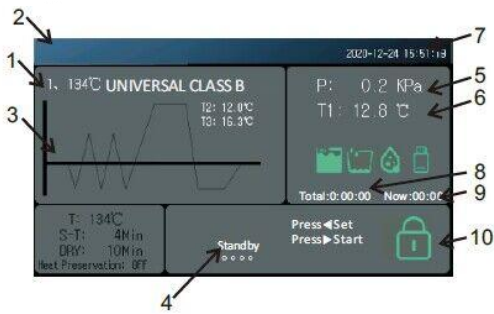 2
7
2020-12-24 15:51:19
1
1、134℃ UNIVERSAL CLASS B
T2: 12.0℃
T3: 16.3℃
P: 0.2 KPa
5
T1: 12.8 ℃
6
3
8
Total:0:00:00 Now:00:00
9
T: 134℃
S-T: 4Min
DRY: 10Min
Heat Preservation: OFF
Standby
Press◀Set
Press▶Start
10
4